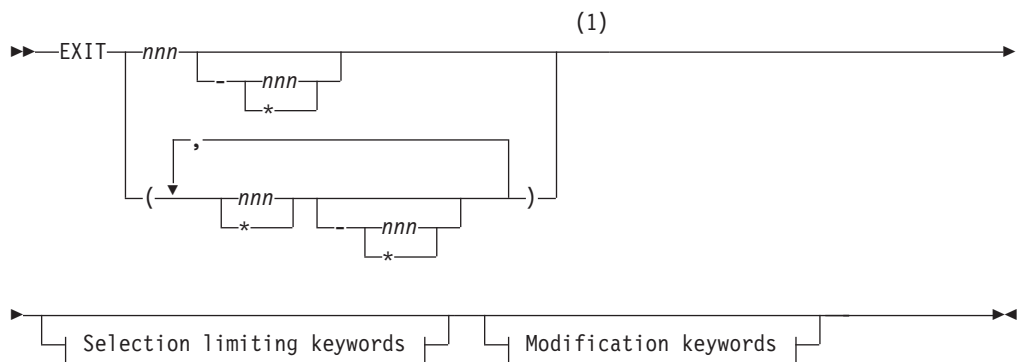 (1)
EXIT nnn
- nnn
*
,
( nnn )
* - nnn
*
Selection limiting keywords Modification keywords